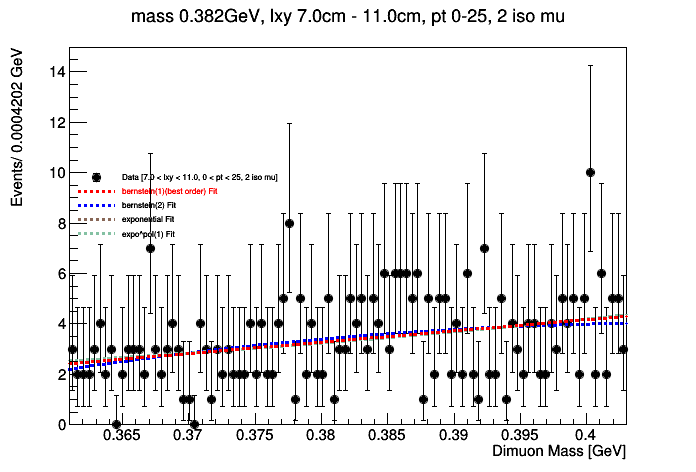 mass 0.382GeV, lxy 7.0cm - 11.0cm, pt 0-25, 2 iso mu
Events/ 0.0004202 GeV
14
12
10
8
6
4
2
0
Data [7.0 < lxy < 11.0, 0 < pt < 25, 2 iso mu]
bernstein(1)(best order) Fit
bernstein(2) Fit
exponential Fit
expo*pol(1) Fit
0.365 0.37 0.375 0.38 0.385 0.39 0.395 0.4
Dimuon Mass [GeV]